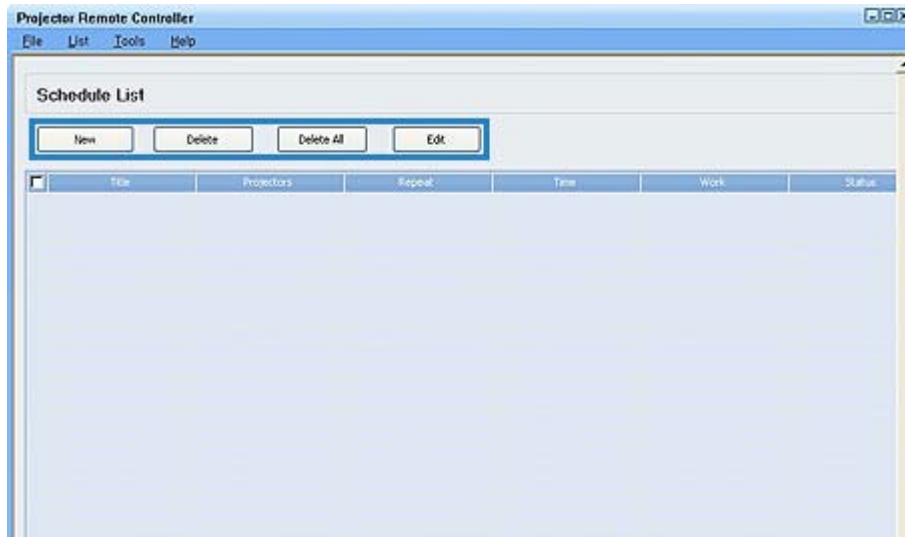 Projector Remote Controller
File List Tools Help
Schedule List
New Delete Delete All Edit
Title Projectors Repeat Time Work Status